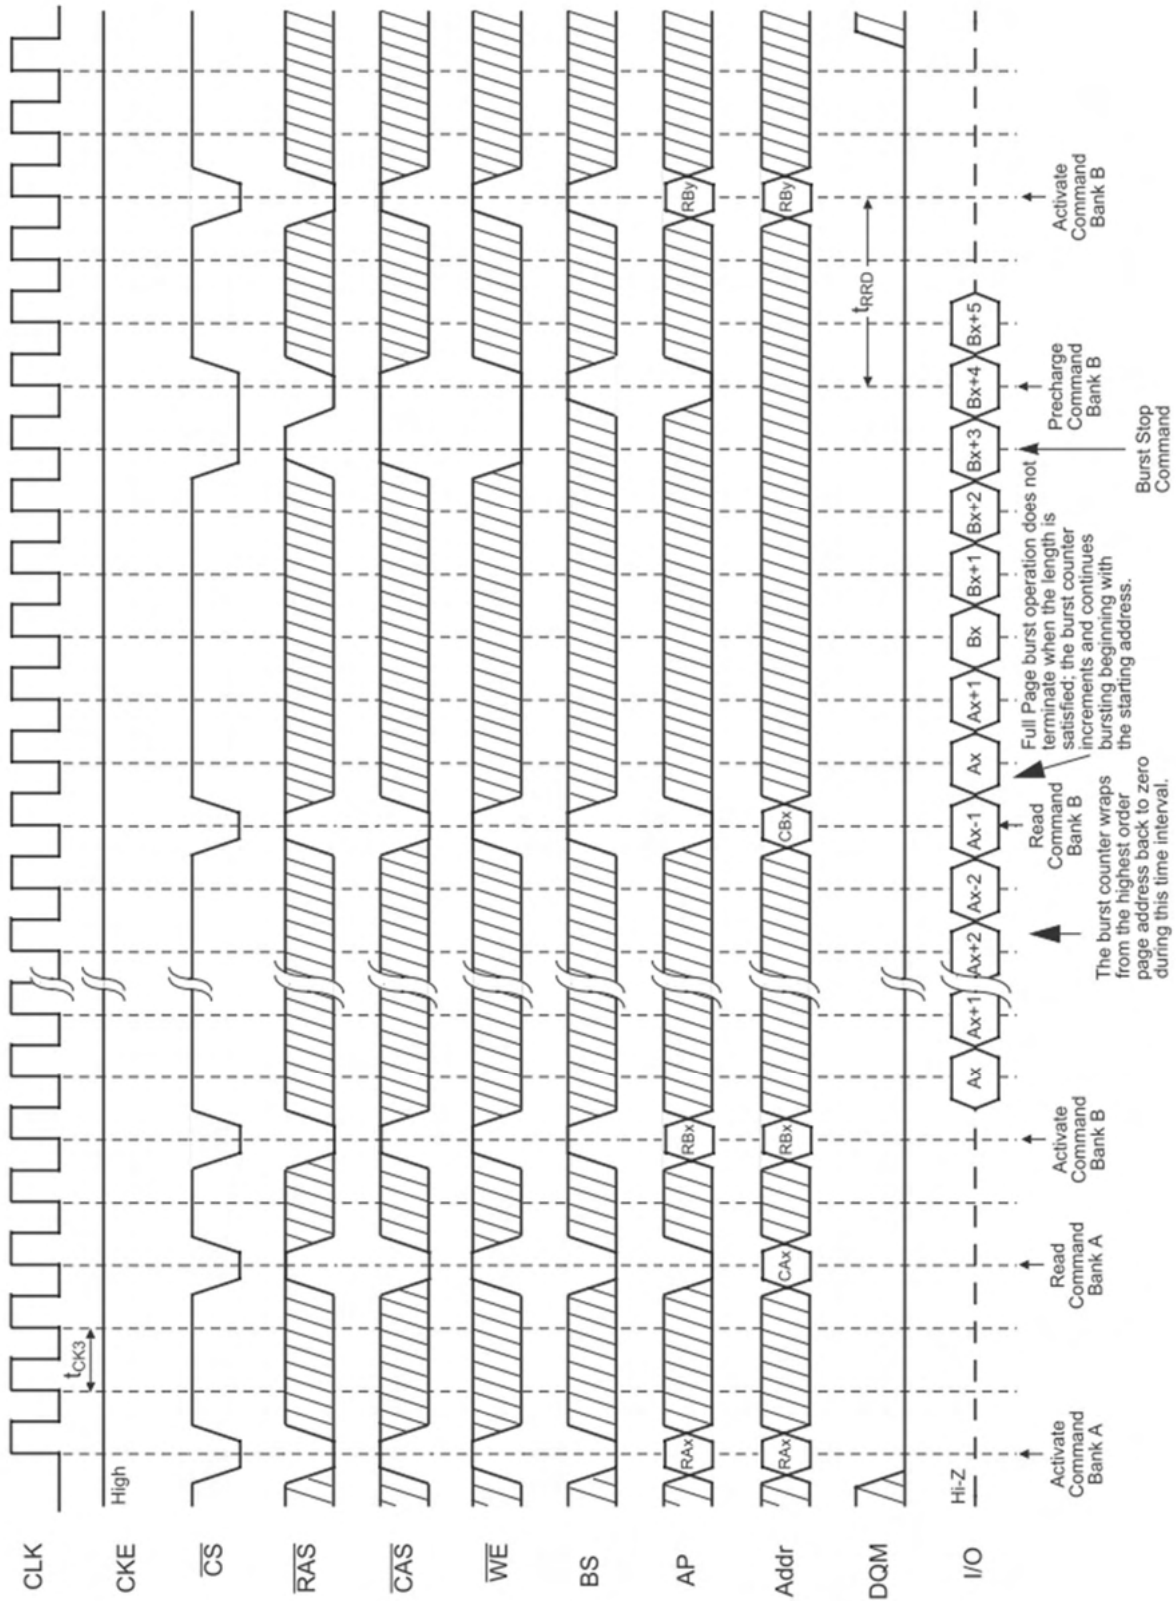 CLK
CKE
High
tCK3
CS
RAS
CAS
WE
BS
AP
RAx
RBx
RBy
Addr
RAx
CAx
RBx
CBx
RBy
tRRD
DQM
I/O
Hi-Z
Ax
Ax+1
Ax+2
Ax-2
Ax-1
Ax
Ax+1
Bx
Bx+1
Bx+2
Bx+3
Bx+4
Bx+5
Activate
Command
Bank A
Read
Command
Bank A
Activate
Command
Bank B
The burst counter wraps
from the highest order
page address back to zero
during this time interval.
Read
Command
Bank B
Full Page burst operation does not
terminate when the length is
satisfied; the burst counter
increments and continues
bursting beginning with
the starting address.
Burst Stop
Command
Precharge
Command
Bank B
Activate
Command
Bank B